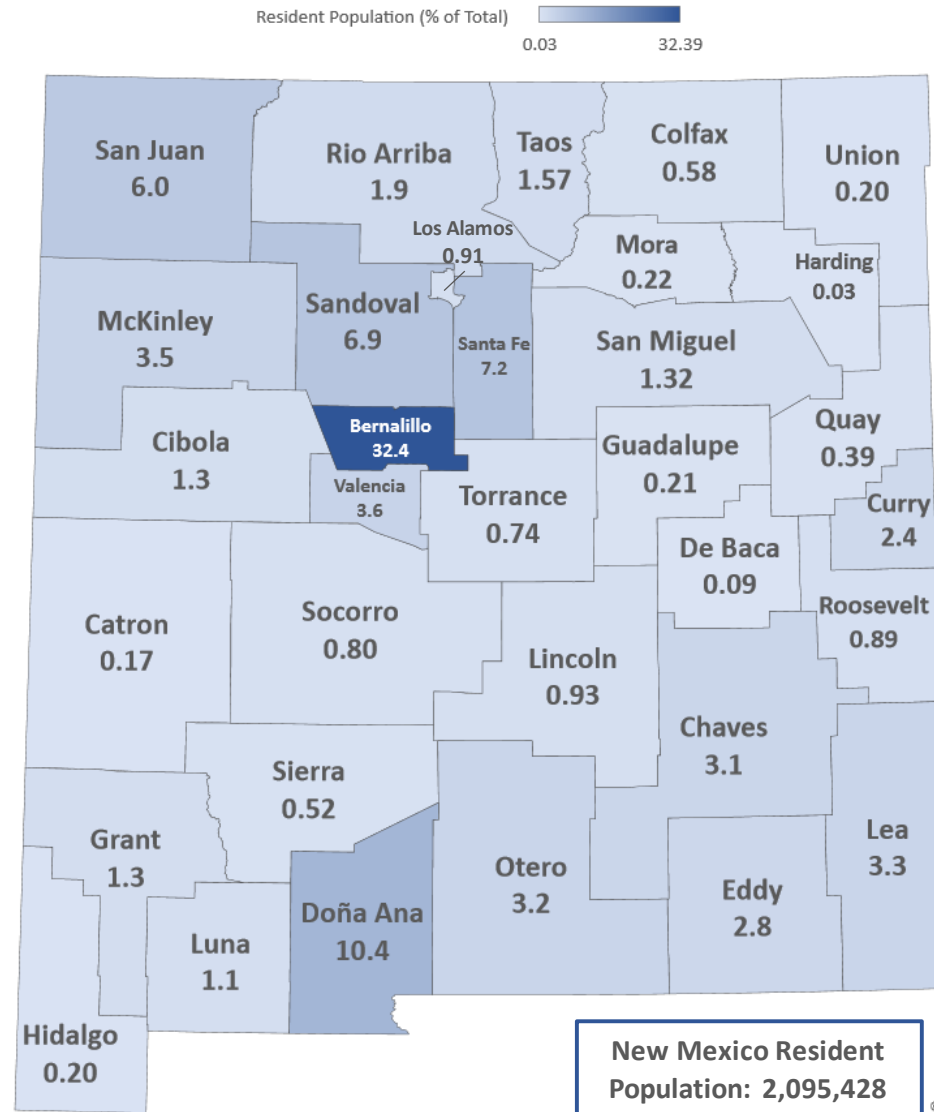 Resident Population (% of Total)
0.03
32.39
San Juan
6.0
Rio Arriba
1.9
Taos
1.57
Colfax
0.58
Union
0.20
Los Alamos
0.91
Mora
0.22
Harding
0.03
McKinley
3.5
Sandoval
6.9
Santa Fe
7.2
San Miguel
1.32
Cibola
1.3
Bernalillo
32.4
Valencia
3.6
Torrance
0.74
Guadalupe
0.21
Quay
0.39
Curry
2.4
De Baca
0.09
Roosevelt
0.89
Catron
0.17
Socorro
0.80
Lincoln
0.93
Chaves
3.1
Sierra
0.52
Grant
1.3
Luna
1.1
Doña Ana
10.4
Otero
3.2
Eddy
2.8
Lea
3.3
Hidalgo
0.20
New Mexico Resident
Population: 2,095,428